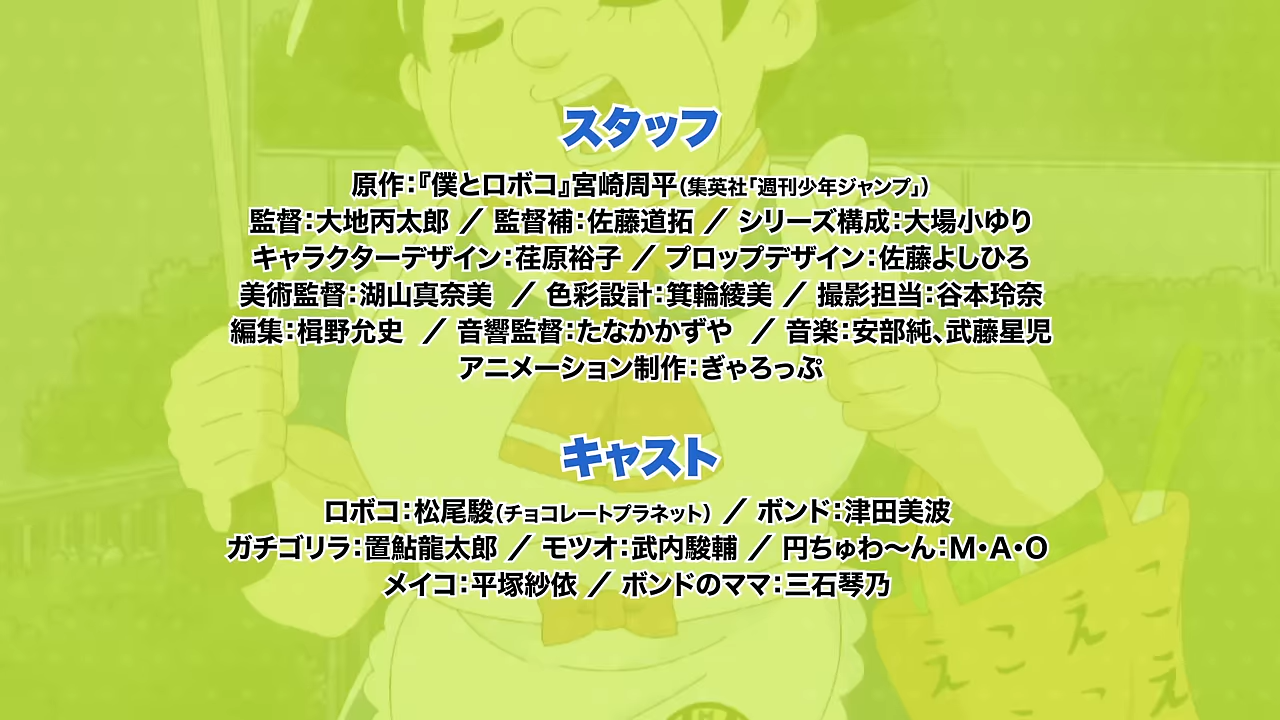 スタッフ
原作:『僕とロボコ』宮崎周平(集英社「週刊少年ジャンプ」)
監督:大地丙太郎 / 監督補:佐藤道拓 / シリーズ構成:大場小ゆり
キャラクターデザイン:荏原裕子 / プロップデザイン:佐藤よしひろ
美術監督:湖山真奈美 / 色彩設計:箕輪綾美 / 撮影担当:谷本玲奈
編集:楫野允史 / 音響監督:たなかかずや / 音楽:安部純、武藤星児
アニメーション制作:ぎゃろっぷ
キャスト
ロボコ:松尾駿(チョコレートプラネット) / ボンド:津田美波
ガチゴリラ:置鮎龍太郎 / モツオ:武内駿輔 / 円ちゅわ〜ん:M・A・O
メイコ:平塚紗依 / ボンドのママ:三石琴乃
えこえこ
え